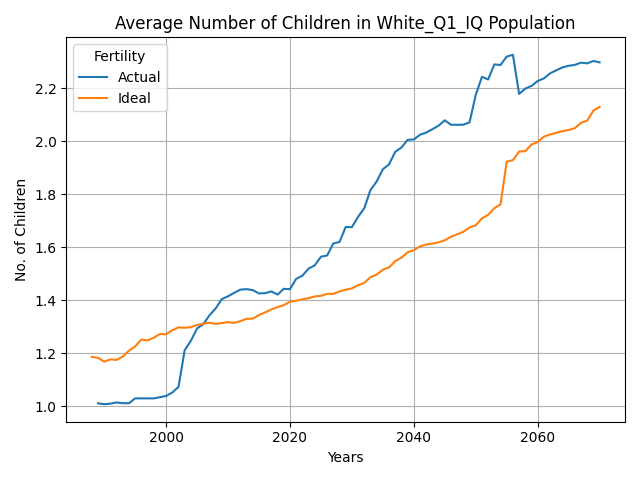 Average Number of Children in White_Q1_IQ Population
Fertility
Actual
Ideal
2.2
2.0
1.8
1.6
1.4
1.2
1.0
No. of Children
2000
2020
2040
2060
Years